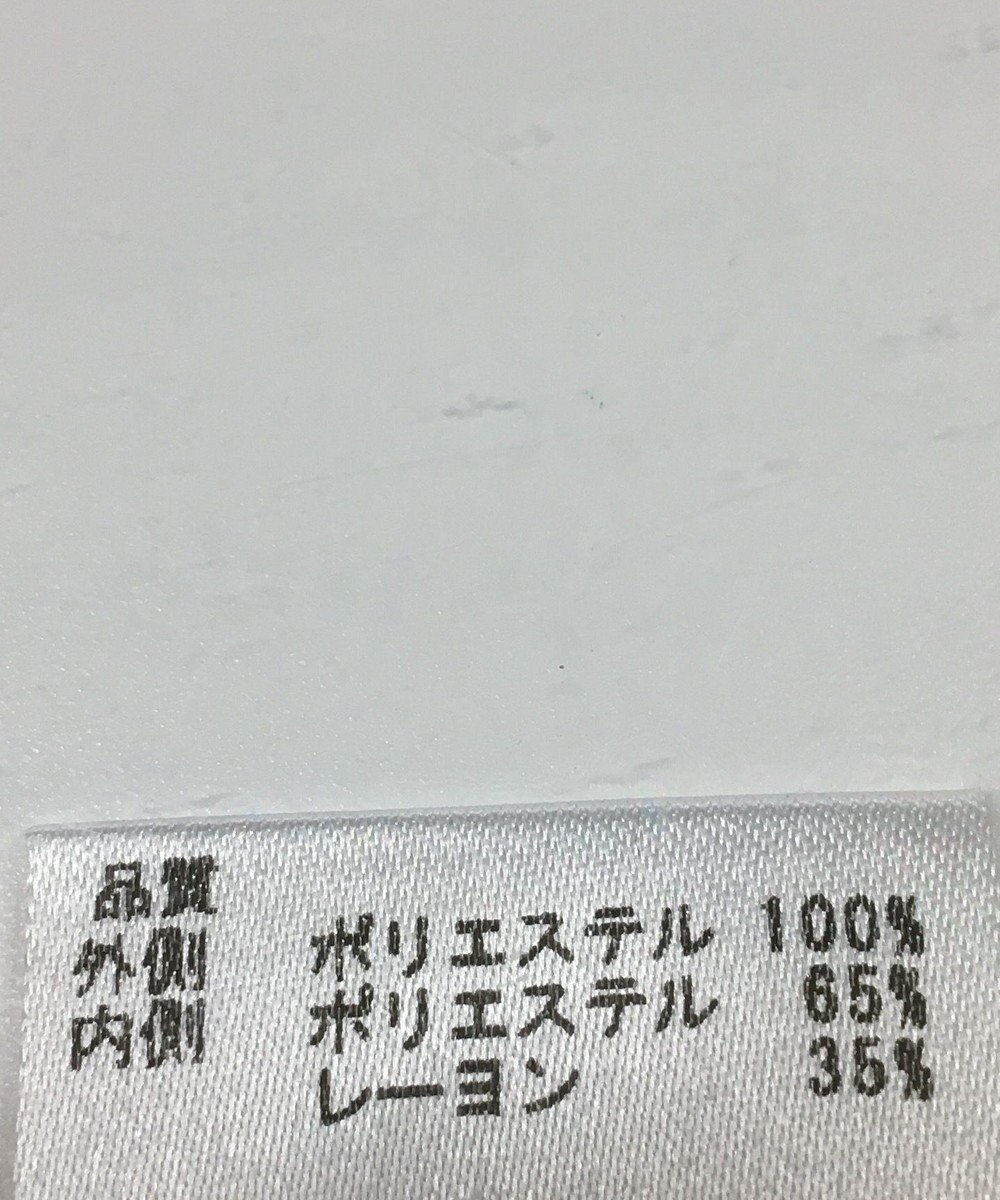 品質
外側 ポリエステル 100%
内側 ポリエステル 65%
レーヨン 35%